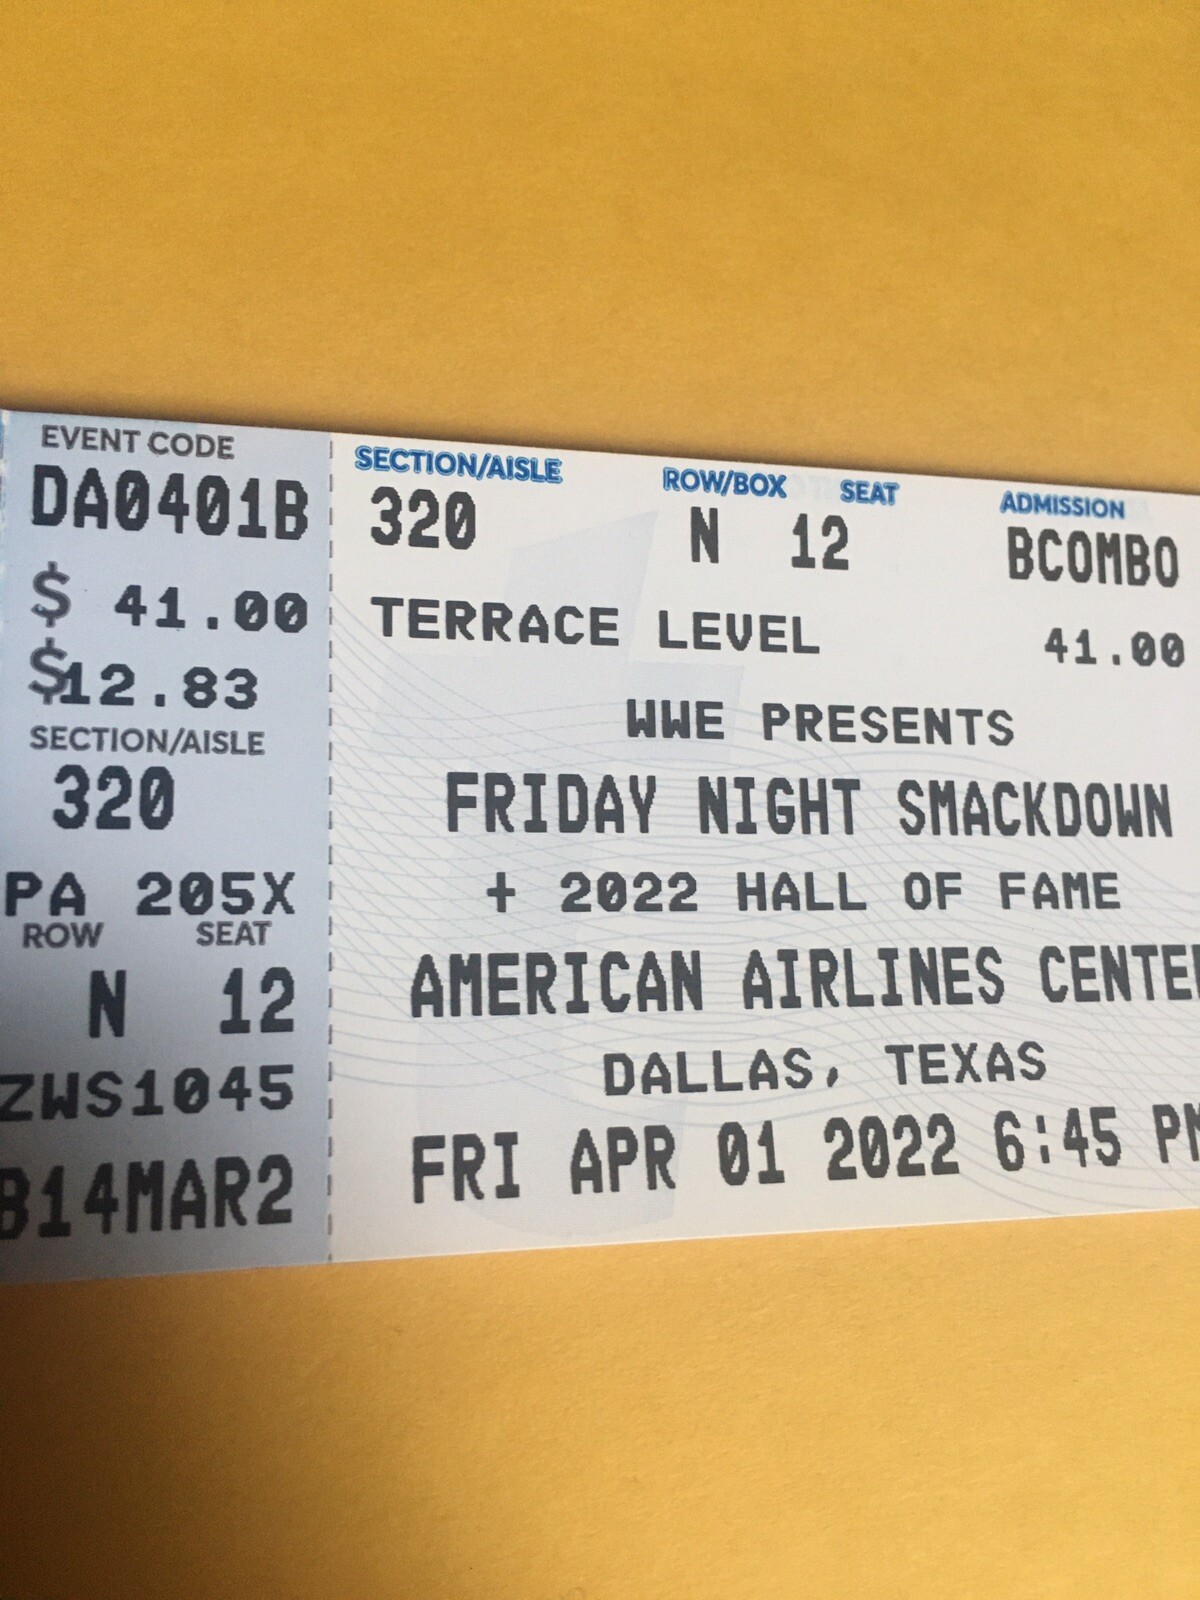 EVENT CODE
DA0401B
$ 41.00
$12.83
SECTION/AISLE
320
PA 205X
ROW SEAT
N 12
ZWS1045
B14MAR2
SECTION/AISLE ROW/BOX SEAT ADMISSION
320 N 12 BCOMBO
TERRACE LEVEL 41.00
WWE PRESENTS
FRIDAY NIGHT SMACKDOWN
+ 2022 HALL OF FAME
AMERICAN AIRLINES CENTER
DALLAS, TEXAS
FRI APR 01 2022 6:45 PM